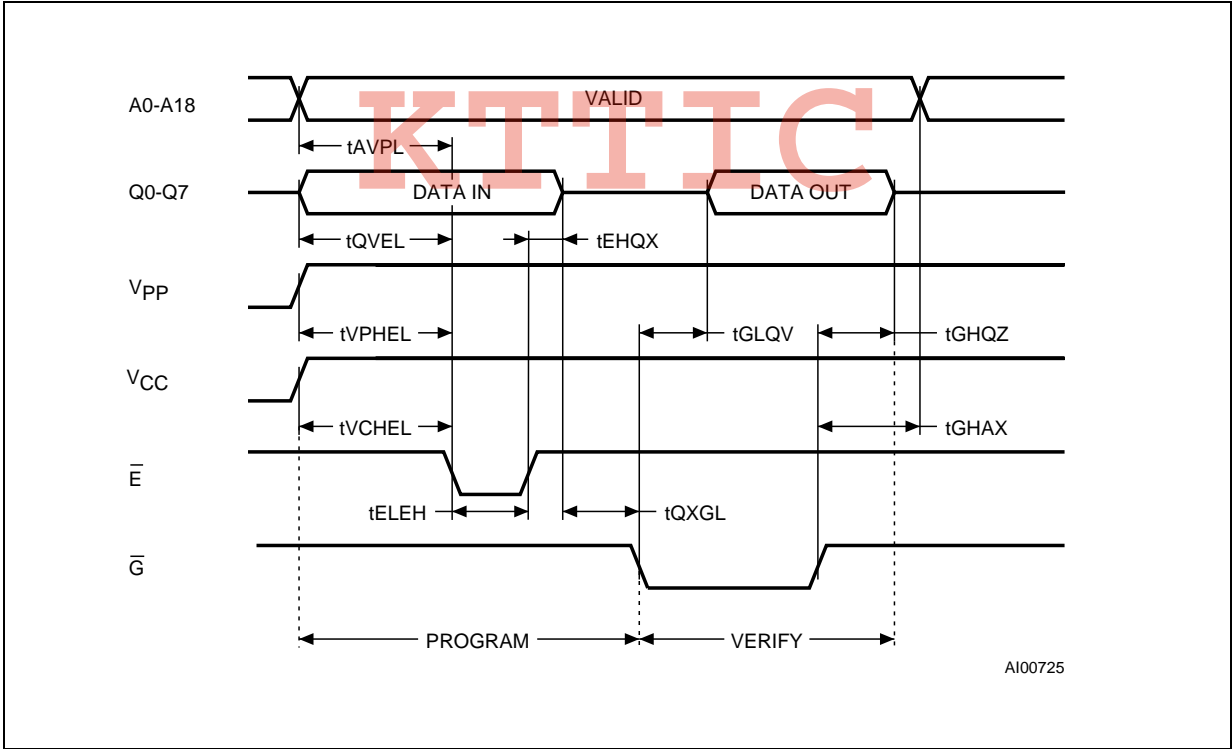 A0-A18
VALID
KTTIC
tAVPL
Q0-Q7
DATA IN
DATA OUT
tQVEL
tEHQX
VPP
tVPHEL
tGLQV
tGHQZ
VCC
tVCHEL
tGHAX
E̅
tELEH
tQXGL
G̅
PROGRAM
VERIFY
AI00725